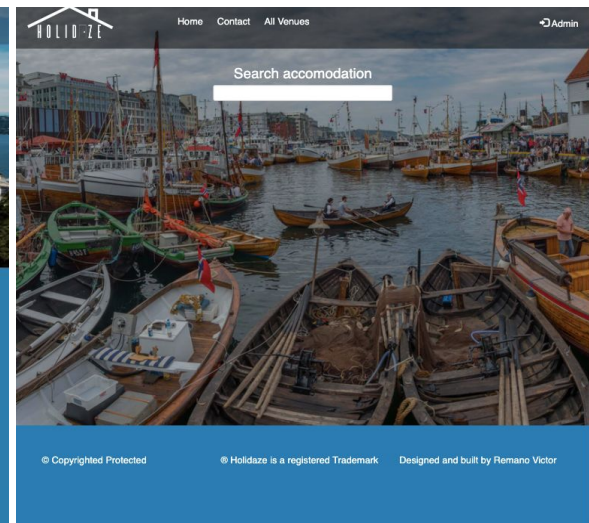 HOLIDAZE
Home Contact All Venues Admin
Search accomodation
© Copyrighted Protected ® Holidaze is a registered Trademark Designed and built by Remano Victor